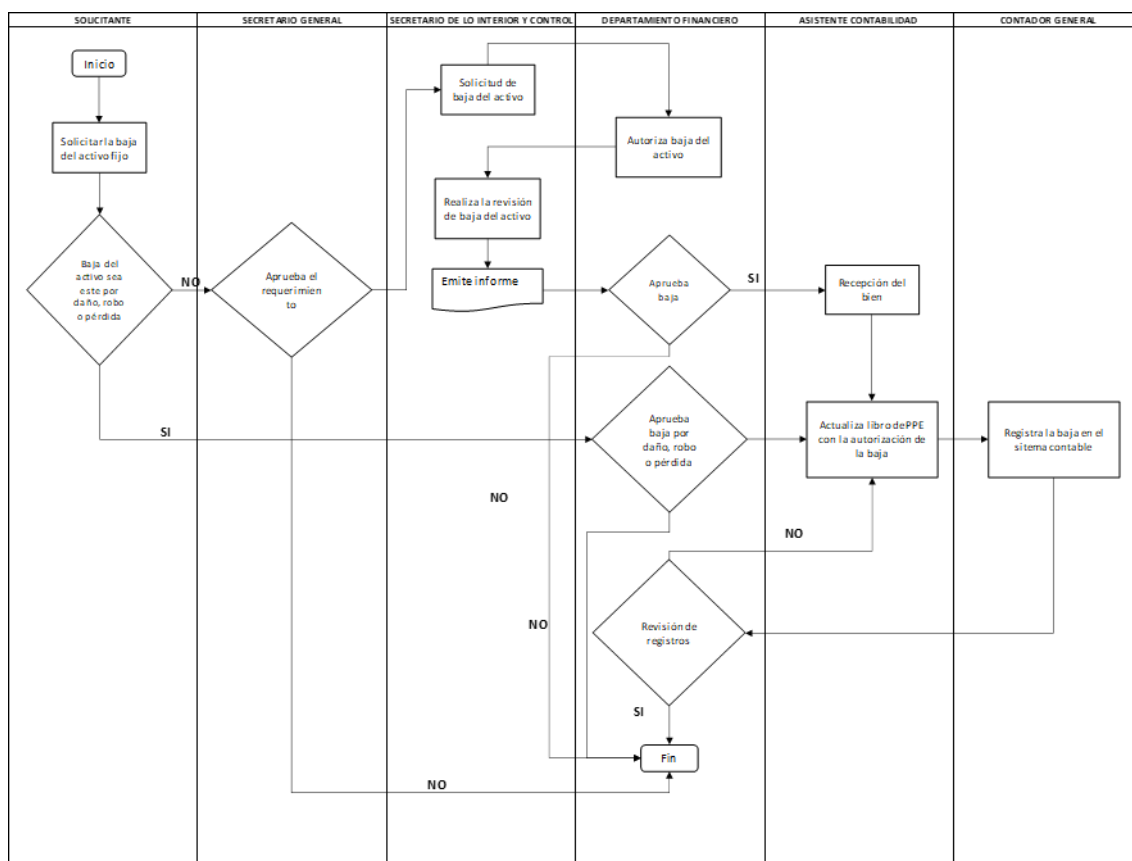 SOLICITANTE
SECRETARIO GENERAL
SECRETARIO DE LO INTERIOR Y CONTROL
DEPARTAMENTO FINANCIERO
ASISTENTE CONTABILIDAD
CONTADOR GENERAL
Inicio
Solicitar la baja
del activo fijo
Baja del
activo sea
este por
daño, robo
o pérdida
NO
SI
Aprueba el
requerimien
to
NO
Solicitud de
baja del activo
Autoriza baja del
activo
Realiza la revisión
de baja del activo
Emite informe
Aprueba
baja
SI
NO
Recepción del
bien
Aprueba
baja por
daño, robo
o pérdida
NO
Actualiza libro de PPE
con la autorización de
la baja
Registra la baja en el
sitema contable
Revisión de
registros
NO
SI
Fin